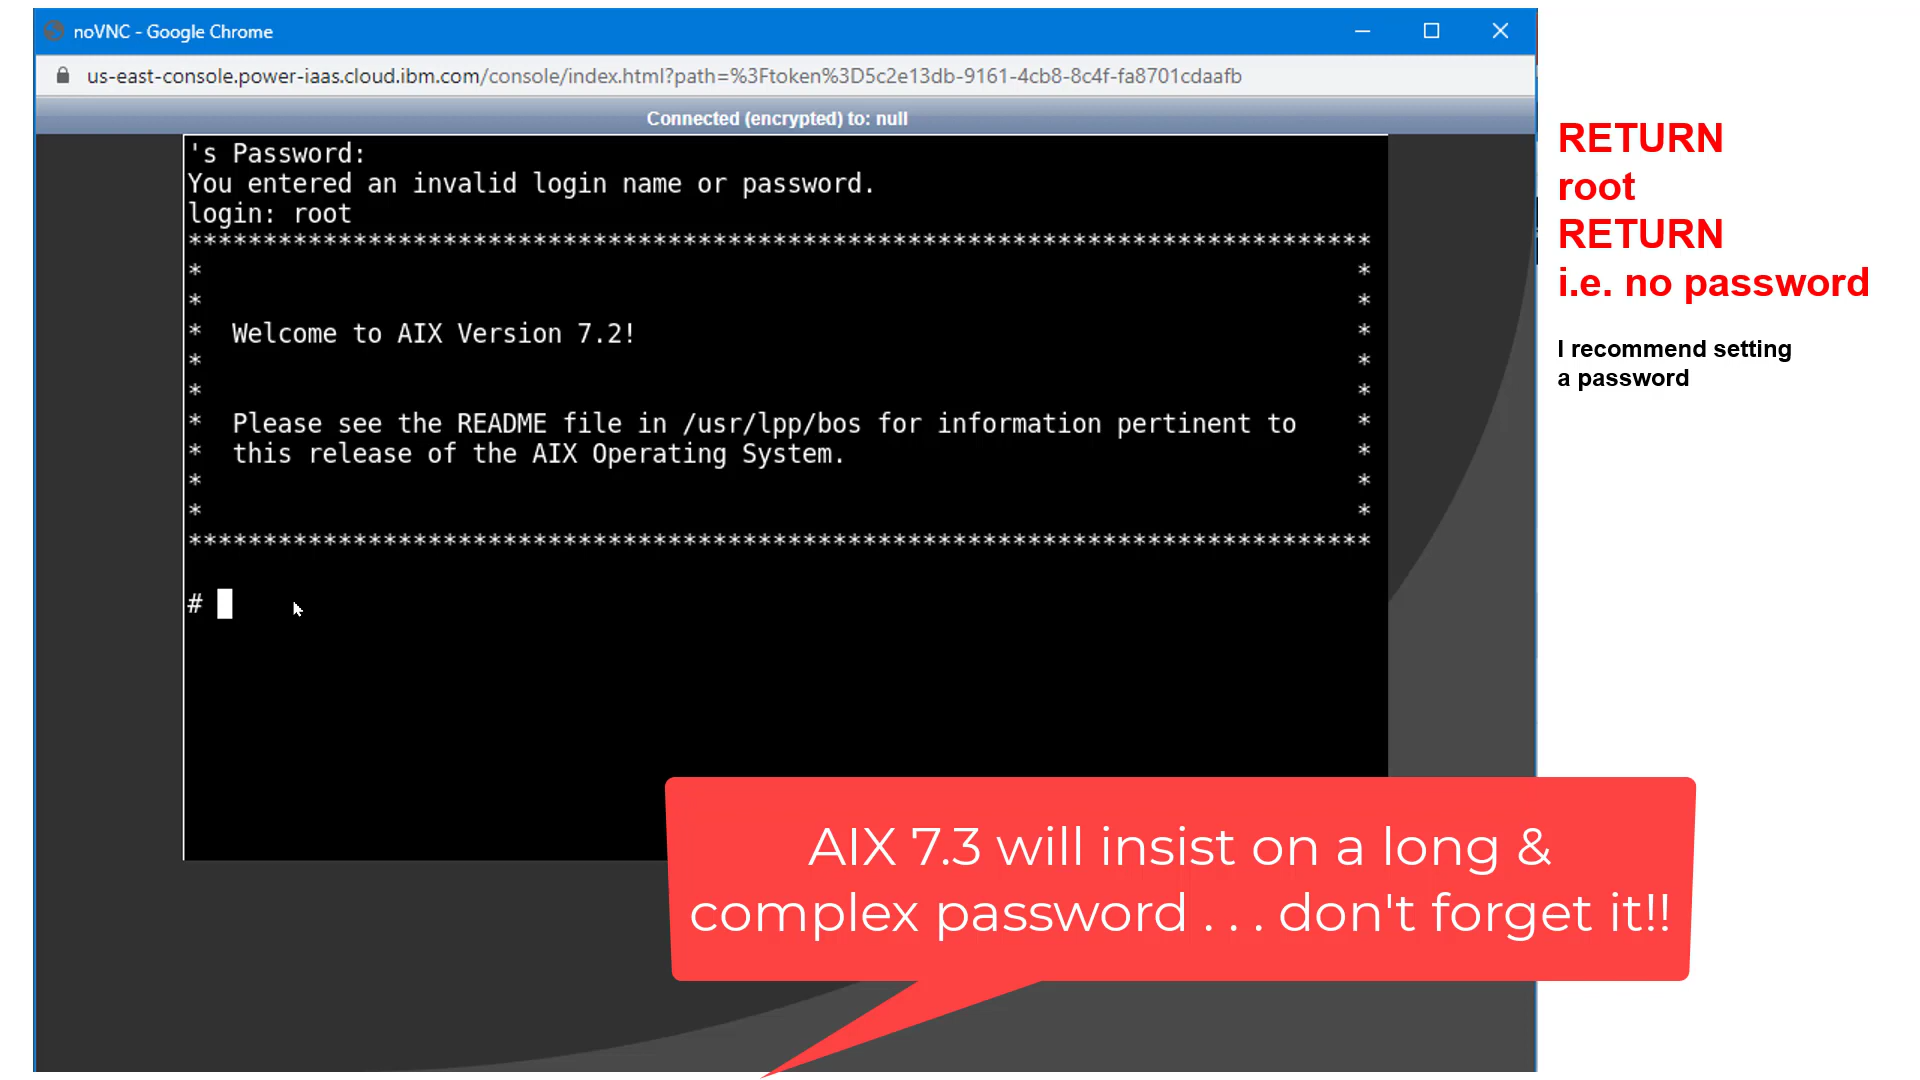 noVNC - Google Chrome
us-east-console.power-iaas.cloud.ibm.com/console/index.html?path=%3Ftoken%3D5c2e13db-9161-4cb8-8c4f-fa8701cdaafb
Connected (encrypted) to: null
's Password:
You entered an invalid login name or password.
login: root
*******************************************************************************
* *
* *
* Welcome to AIX Version 7.2! *
* *
* *
* Please see the README file in /usr/lpp/bos for information pertinent to *
* this release of the AIX Operating System. *
* *
* *
*******************************************************************************
#
RETURN
root
RETURN
i.e. no password
I recommend setting
a password
AIX 7.3 will insist on a long &
complex password . . . don't forget it!!